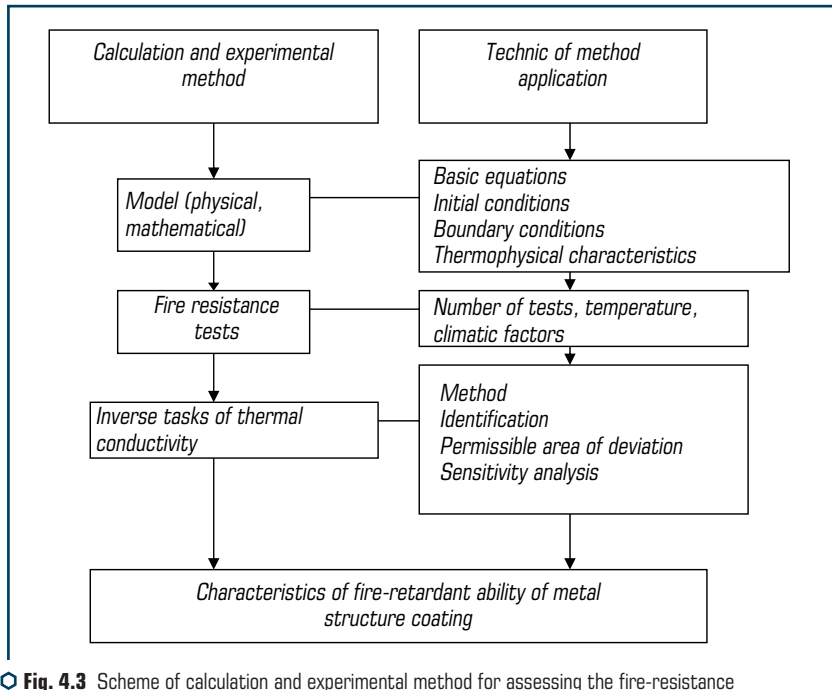 Calculation and experimental
method
Technic of method
application
Model (physical,
mathematical)
Basic equations
Initial conditions
Boundary conditions
Thermophysical characteristics
Fire resistance
tests
Number of tests, temperature,
climatic factors
Inverse tasks of thermal
conductivity
Method
Identification
Permissible area of deviation
Sensitivity analysis
Characteristics of fire-retardant ability of metal
structure coating
Fig. 4.3 Scheme of calculation and experimental method for assessing the fire-resistance